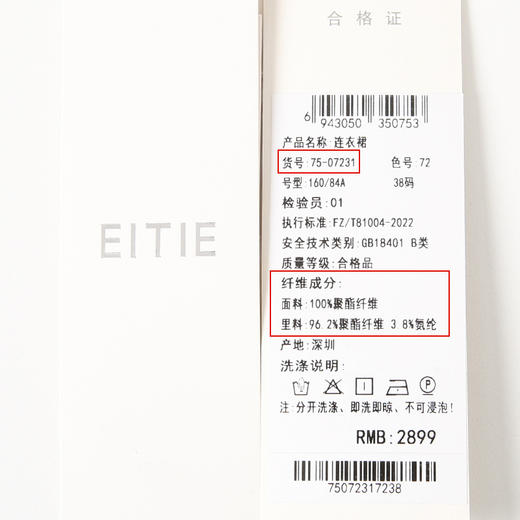 合格证
6 943050 350753
产品名称:连衣裙
货号:75-07231 色号:72
号型:160/84A 38码
检验员:01
执行标准:FZ/T81004-2022
安全技术类别:GB18401 B类
质量等级:合格品
纤维成分:
面料:100%聚酯纤维
里料:96.2%聚酯纤维 3 8%氨纶
产地:深圳
洗涤说明:
注:分开洗涤、即洗即晾、不可浸泡!
RMB:2899
75072317238
EITIE